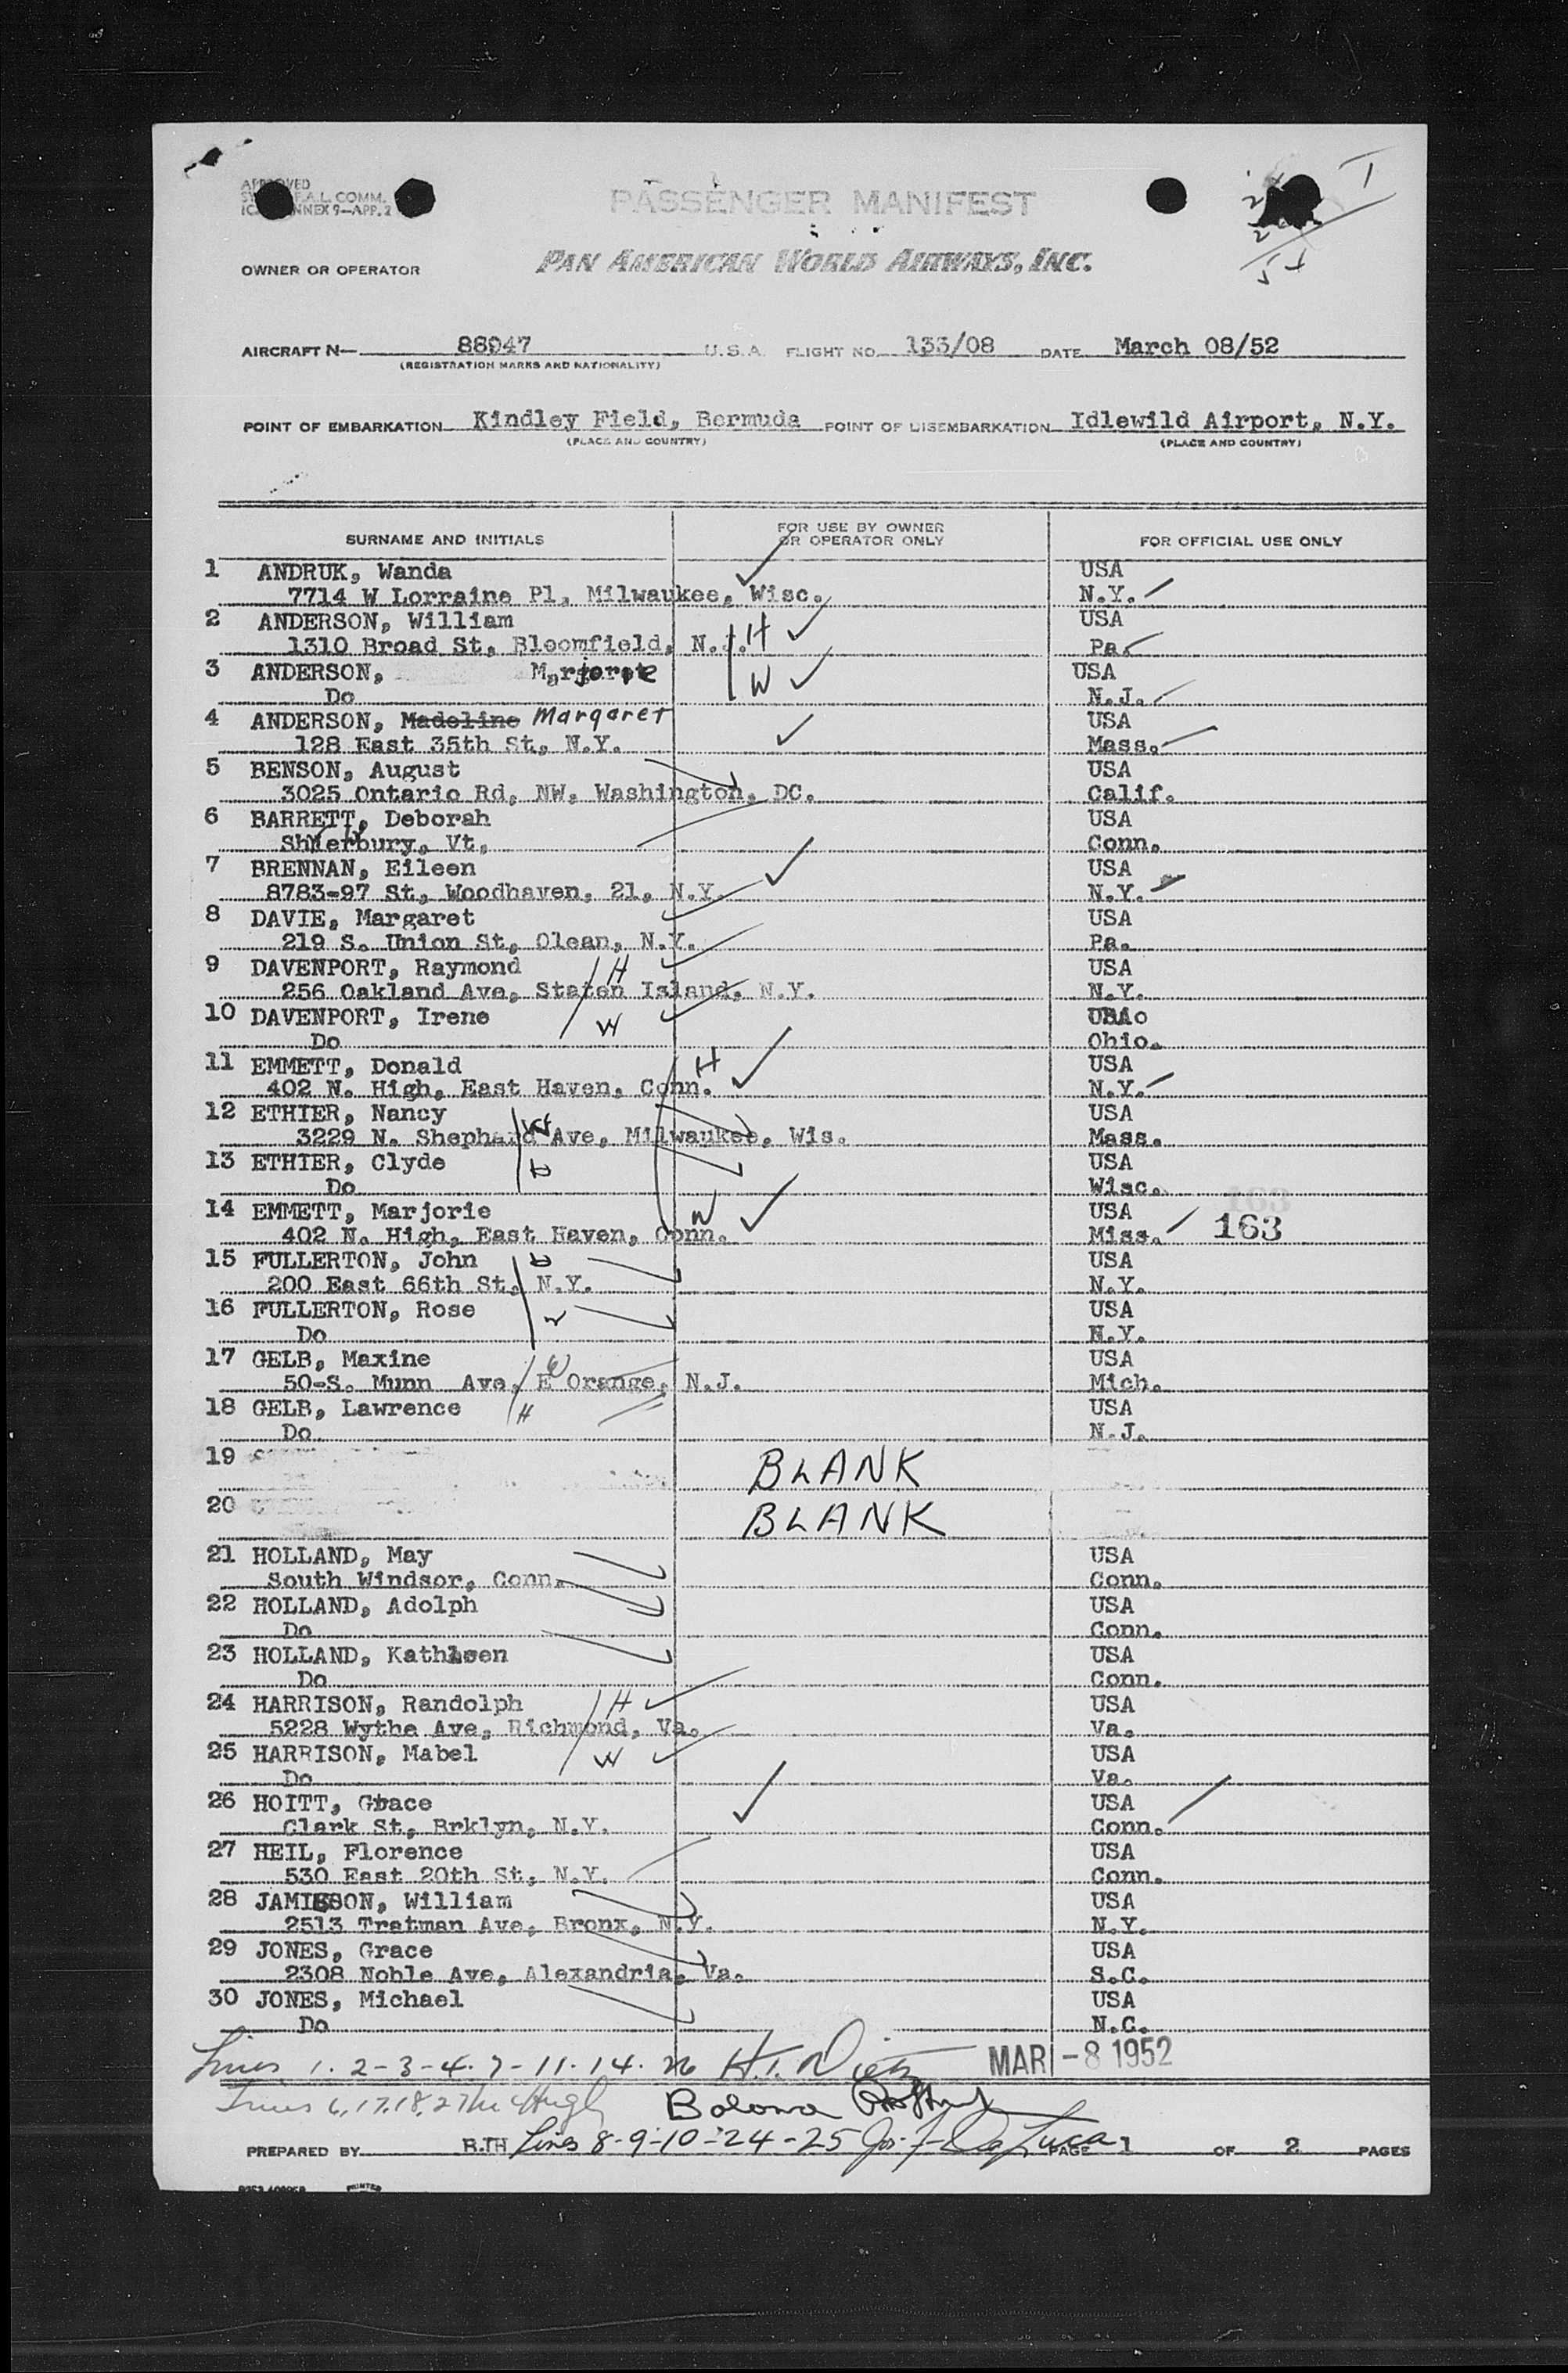 APPROVED
F.A.L. COMM.
ANNEX 9-APP. 2
PASSENGER MANIFEST
OWNER OR OPERATOR PAN AMERICAN WORLD AIRWAYS, INC.
AIRCRAFT N- 88947 U.S.A. FLIGHT NO. 133/08 DATE March 08/52
(REGISTRATION MARKS AND NATIONALITY)
POINT OF EMBARKATION Kindley Field, Bermuda POINT OF DISEMBARKATION Idlewild Airport, N.Y.
(PLACE AND COUNTRY) (PLACE AND COUNTRY)
SURNAME AND INITIALS FOR USE BY OWNER OR OPERATOR ONLY FOR OFFICIAL USE ONLY
1 ANDRUK, Wanda USA
7714 W Lorraine Pl, Milwaukee, Wisc. N.Y.
2 ANDERSON, William USA
1310 Broad St, Bloomfield, N.J. H Pa.
3 ANDERSON, Marjorie USA
Do W N.J.
4 ANDERSON, Madeline Margaret USA
128 East 35th St, N.Y. Mass.
5 BENSON, August USA
3025 Ontario Rd, NW, Washington, DC. Calif.
6 BARRETT, Deborah USA
Vt. Conn.
7 BRENNAN, Eileen USA
8783-97 St, Woodhaven, 21, N.Y. N.Y.
8 DAVIE, Margaret USA
219 S. Union St, Olean, N.Y. Pa.
9 DAVENPORT, Raymond H USA
256 Oakland Ave, Staten Island, N.Y. N.Y.
10 DAVENPORT, Irene W
Do Ohio.
11 EMMETT, Donald H USA
402 N. High, East Haven, Conn. N.Y.
12 ETHIER, Nancy USA
3229 N. Shephard Ave, Milwaukee, Wis. Mass.
13 ETHIER, Clyde USA
Do Wisc.
14 EMMETT, Marjorie W USA
402 N. High, East Haven, Conn. Miss. 163
15 FULLERTON, John USA
200 East 66th St, N.Y. N.Y.
16 FULLERTON, Rose USA
Do N.Y.
17 GELB, Maxine W USA
50-S. Munn Ave, E Orange, N.J. Mich.
18 GELB, Lawrence H USA
Do N.J.
19 BLANK
20 BLANK
21 HOLLAND, May USA
South Windsor, Conn. Conn.
22 HOLLAND, Adolph USA
Do Conn.
23 HOLLAND, Kathleen USA
Do Conn.
24 HARRISON, Randolph H USA
5228 Wythe Ave, Richmond, Va. Va.
25 HARRISON, Mabel W USA
Do Va.
26 HOITT, Grace USA
Clark St, Brklyn, N.Y. Conn.
27 HEIL, Florence USA
530 East 20th St, N.Y. Conn.
28 JAMIESON, William USA
2513 Tratman Ave, Bronx, N.Y. N.Y.
29 JONES, Grace USA
2308 Noble Ave, Alexandria, Va. S.C.
30 JONES, Michael USA
Do N.C.
Lines 1-2-3-4-7-11-14-26 MAR -8 1952
Lines 6,17,18,27
PREPARED BY Lines 8-9-10-24-25 Jos. F. De Luca PAGE 1 OF 2 PAGES